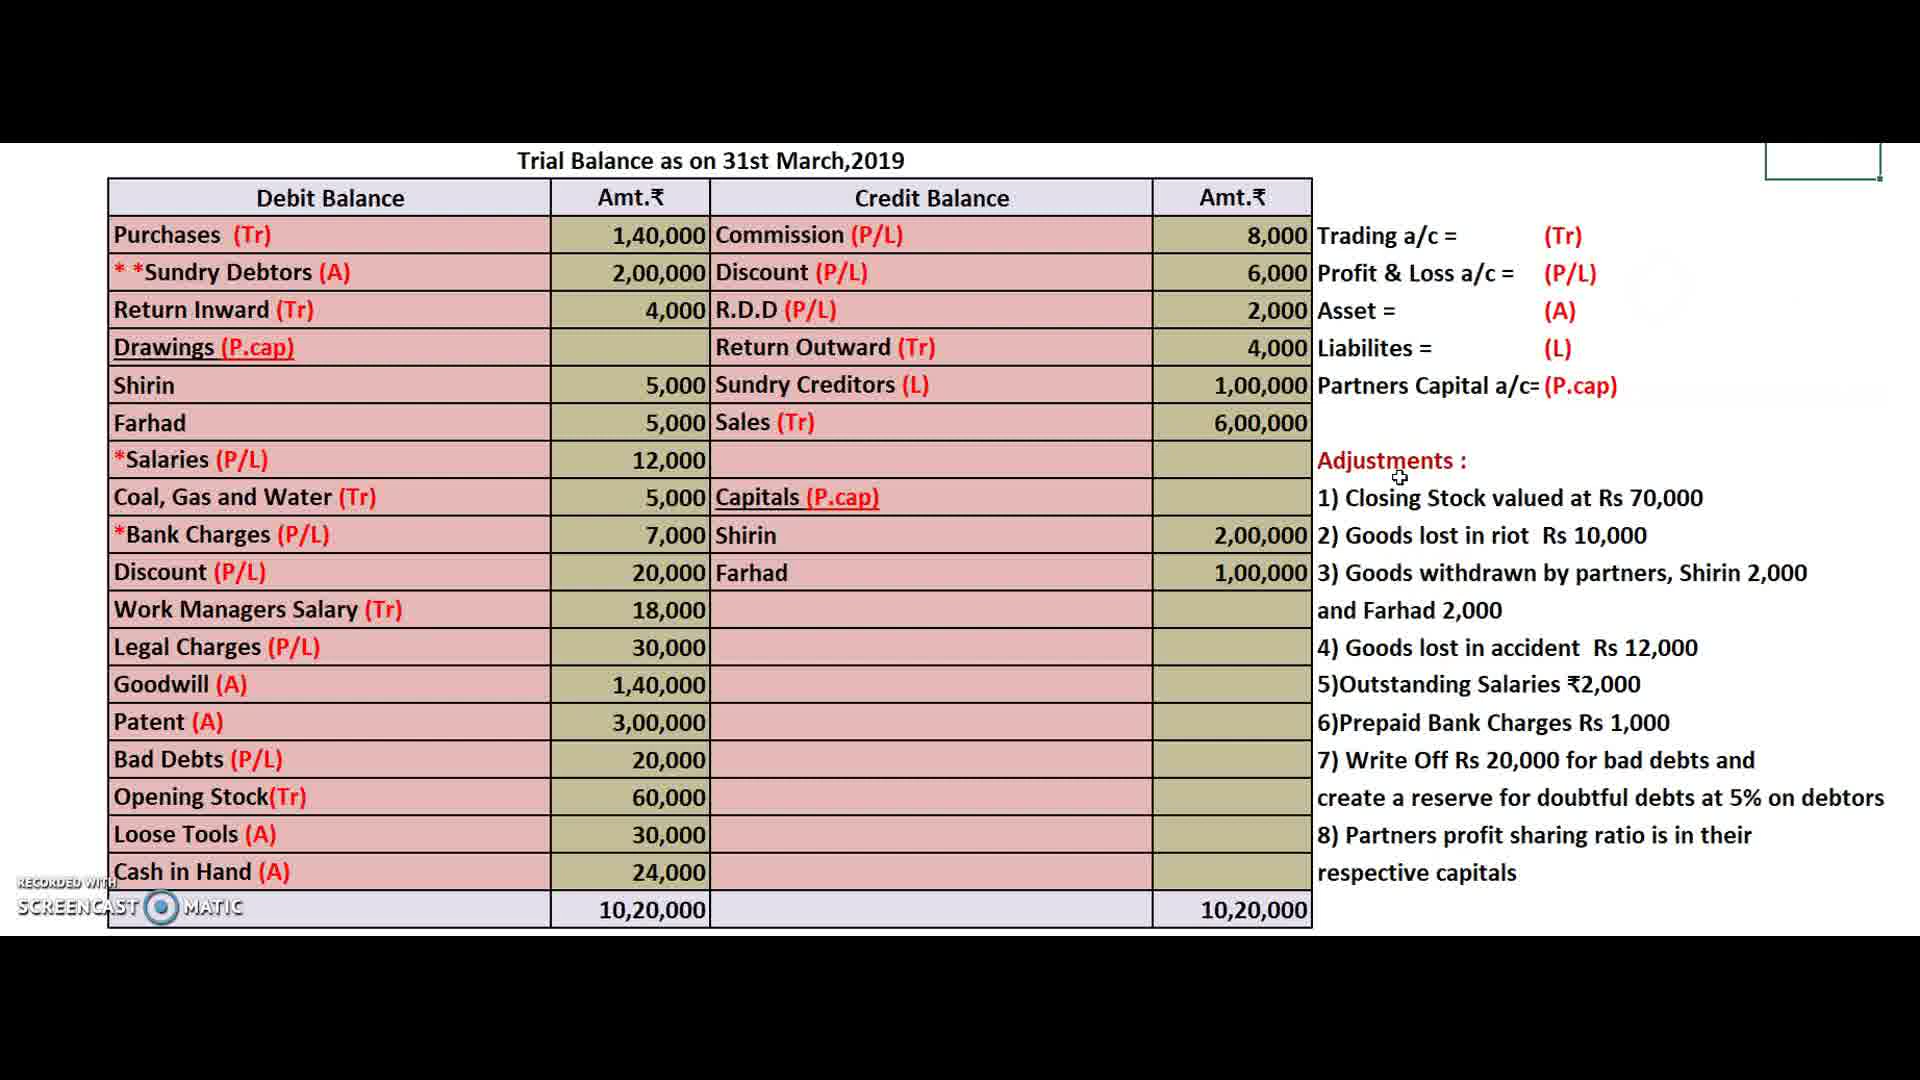 Trial Balance as on 31st March,2019
Debit Balance Amt.₹ Credit Balance Amt.₹
Purchases (Tr) 1,40,000 Commission (P/L) 8,000 Trading a/c = (Tr)
* *Sundry Debtors (A) 2,00,000 Discount (P/L) 6,000 Profit & Loss a/c = (P/L)
Return Inward (Tr) 4,000 R.D.D (P/L) 2,000 Asset = (A)
Drawings (P.cap) Return Outward (Tr) 4,000 Liabilites = (L)
Shirin 5,000 Sundry Creditors (L) 1,00,000 Partners Capital a/c= (P.cap)
Farhad 5,000 Sales (Tr) 6,00,000
*Salaries (P/L) 12,000 Adjustments :
Coal, Gas and Water (Tr) 5,000 Capitals (P.cap) 1) Closing Stock valued at Rs 70,000
*Bank Charges (P/L) 7,000 Shirin 2,00,000 2) Goods lost in riot Rs 10,000
Discount (P/L) 20,000 Farhad 1,00,000 3) Goods withdrawn by partners, Shirin 2,000
Work Managers Salary (Tr) 18,000 and Farhad 2,000
Legal Charges (P/L) 30,000 4) Goods lost in accident Rs 12,000
Goodwill (A) 1,40,000 5)Outstanding Salaries ₹2,000
Patent (A) 3,00,000 6)Prepaid Bank Charges Rs 1,000
Bad Debts (P/L) 20,000 7) Write Off Rs 20,000 for bad debts and
Opening Stock(Tr) 60,000 create a reserve for doubtful debts at 5% on debtors
Loose Tools (A) 30,000 8) Partners profit sharing ratio is in their
Cash in Hand (A) 24,000 respective capitals
10,20,000 10,20,000
RECORDED WITH
SCREENCAST MATIC